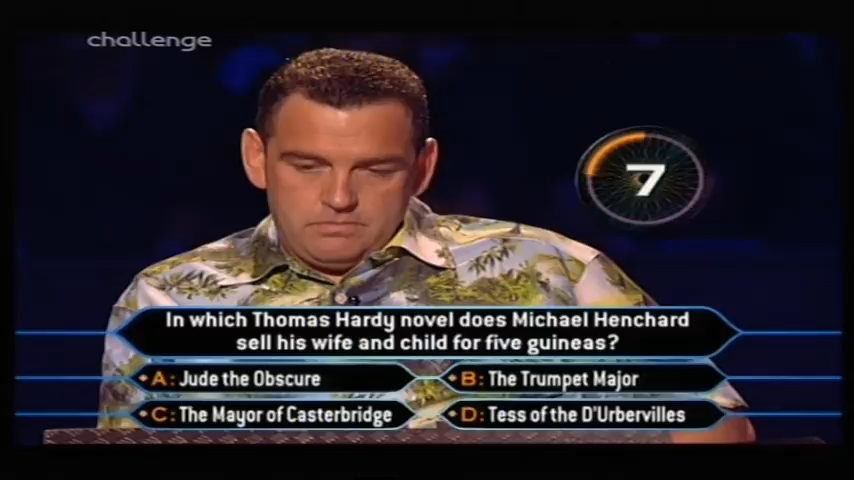 challenge
7
In which Thomas Hardy novel does Michael Henchard
sell his wife and child for five guineas?
A: Jude the Obscure
B: The Trumpet Major
C: The Mayor of Casterbridge
D: Tess of the D'Urbervilles